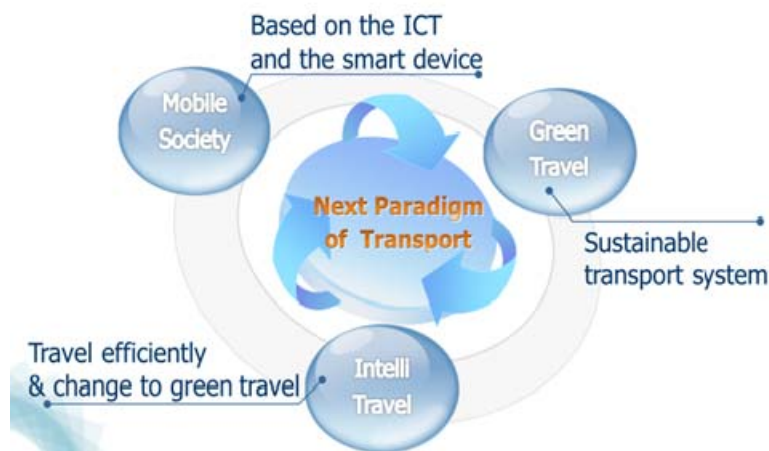 Based on the ICT
and the smart device
Mobile
Society
Green
Travel
Next Paradigm
of Transport
Sustainable
transport system
Travel efficiently
& change to green travel
Intelli
Travel